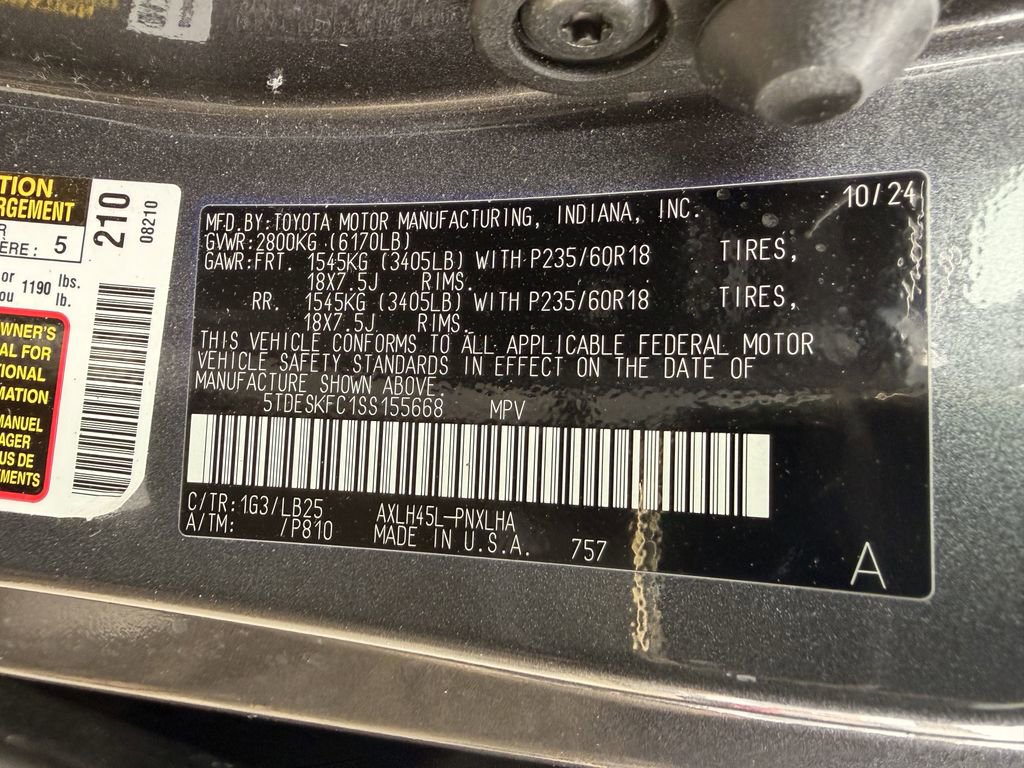 TION.
RGEMENT
R
ÈRE: 5
or 1190 lbs.
ou lb.
WNER'S
AL FOR
TIONAL
MATION
MANUEL
AGER
US DE
MENTS
210
08210
10/24
MFD.BY:TOYOTA MOTOR MANUFACTURING, INDIANA, INC.
GVWR:2800KG (6170LB)
GAWR:FRT. 1545KG (3405LB) WITH P235/60R18 TIRES,
18X7.5J RIMS.
RR. 1545KG (3405LB) WITH P235/60R18 TIRES,
18X7.5J RIMS.
THIS VEHICLE CONFORMS TO ALL APPLICABLE FEDERAL MOTOR
VEHICLE SAFETY STANDARDS IN EFFECT ON THE DATE OF
MANUFACTURE SHOWN ABOVE.
5TDESKFC1SS155668 MPV
C/TR:1G3/LB25 AXLH45L-PNXLHA
A/TM: /P810 MADE IN U.S.A. 757
A